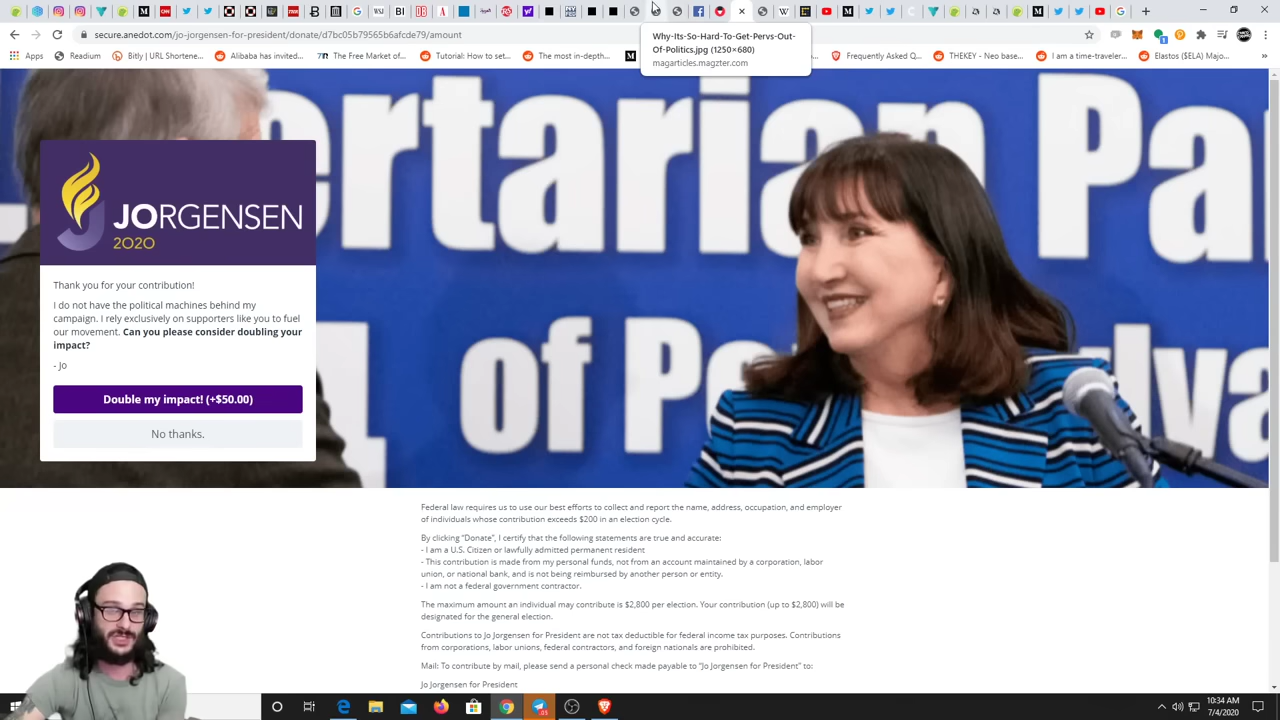 Why-Its-So-Hard-To-Get-Pervs-Out-
Of-Politics.jpg (1250×680)
magarticles.magzter.com
secure.anedot.com/jo-jorgensen-for-president/donate/d7bc05b79565b6afcde79/amount
Apps
Readium
Bitly | URL Shortene...
Alibaba has invited...
The Free Market of...
Tutorial: How to set...
The most in-depth...
Frequently Asked Q...
THEKEY - Neo base...
I am a time-traveler...
Elastos ($ELA) Majo...
»
ertarian Pa
of P
lva
JORGENSEN
2020
Thank you for your contribution!
I do not have the political machines behind my
campaign. I rely exclusively on supporters like you to fuel
our movement. Can you please consider doubling your
impact?
- Jo
Double my impact! (+$50.00)
No thanks.
Federal law requires us to use our best efforts to collect and report the name, address, occupation, and employer
of individuals whose contribution exceeds $200 in an election cycle.
By clicking “Donate”, I certify that the following statements are true and accurate:
- I am a U.S. Citizen or lawfully admitted permanent resident
- This contribution is made from my personal funds, not from an account maintained by a corporation, labor
union, or national bank, and is not being reimbursed by another person or entity.
- I am not a federal government contractor.
The maximum amount an individual may contribute is $2,800 per election. Your contribution (up to $2,800) will be
designated for the general election.
Contributions to Jo Jorgensen for President are not tax deductible for federal income tax purposes. Contributions
from corporations, labor unions, federal contractors, and foreign nationals are prohibited.
Mail: To contribute by mail, please send a personal check made payable to “Jo Jorgensen for President” to:
Jo Jorgensen for President
10:34 AM
7/4/2020